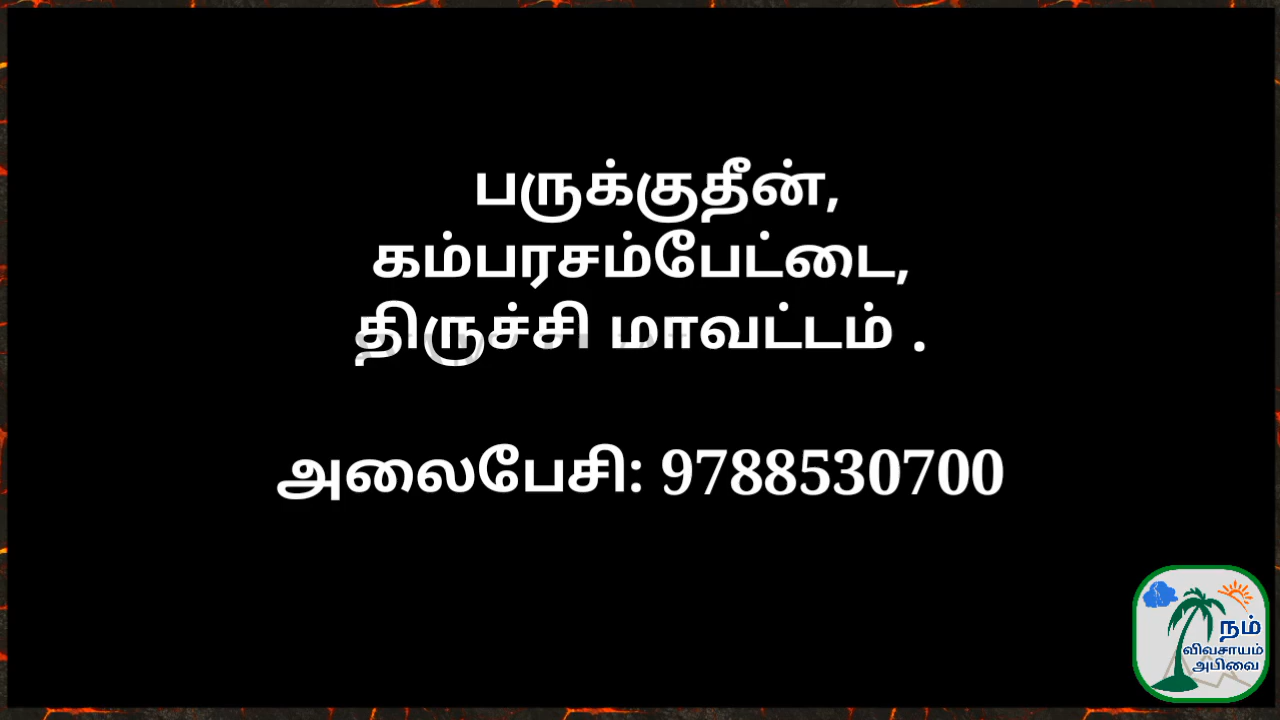 பருக்குதீன்,
கம்பரசம்பேட்டை,
திருச்சி மாவட்டம் .
அலைபேசி: 9788530700
நம்
விவசாயம்
அபிவை